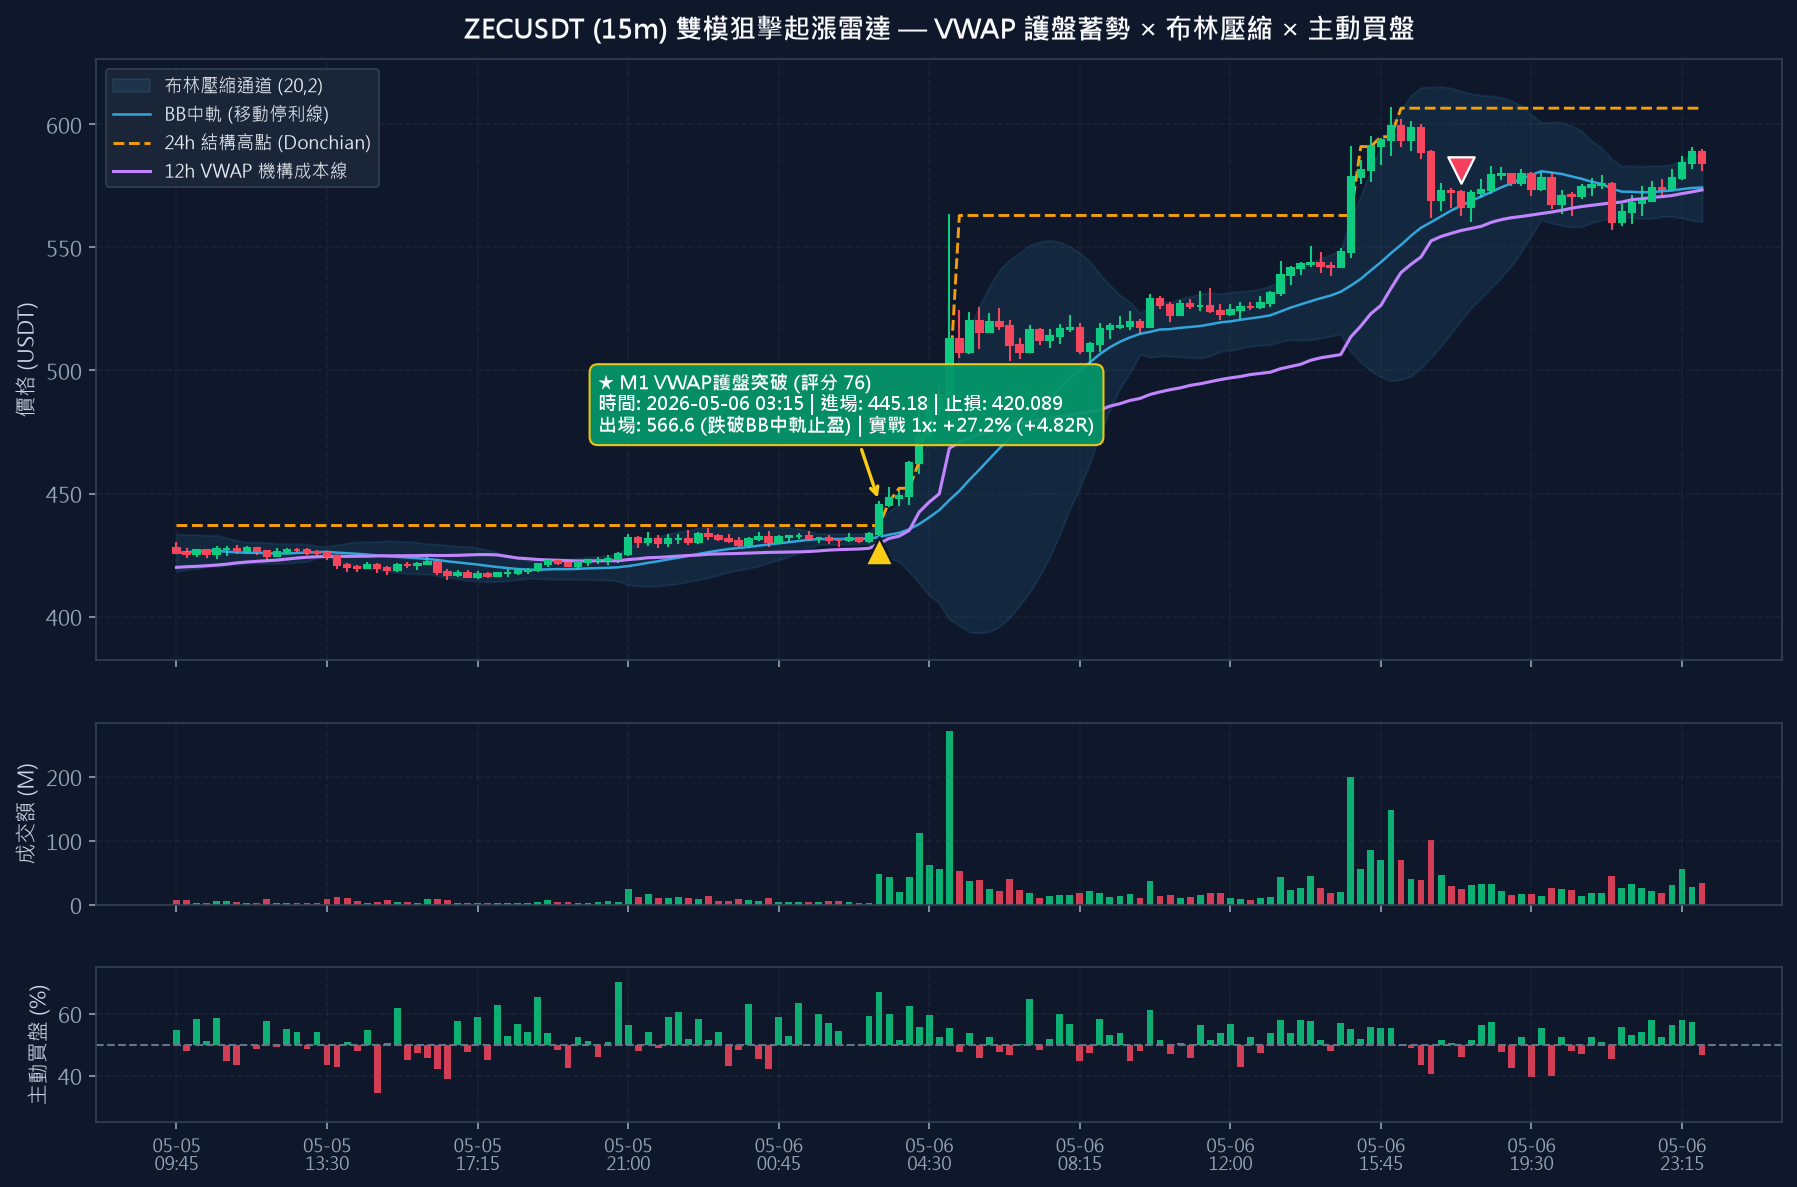 ZECUSDT (15m) 雙模狙擊起漲雷達 — VWAP 護盤蓄勢 × 布林壓縮 × 主動買盤
布林壓縮通道 (20,2)
BB中軌 (移動停利線)
24h 結構高點 (Donchian)
12h VWAP 機構成本線
價格 (USDT)
600
550
500
450
400
★ M1 VWAP護盤突破 (評分 76)
時間: 2026-05-06 03:15 | 進場: 445.18 | 止損: 420.089
出場: 566.6 (跌破BB中軌止盈) | 實戰 1x: +27.2% (+4.82R)
成交額 (M)
200
100
0
主動買盤 (%)
60
40
05-05
09:45
05-05
13:30
05-05
17:15
05-05
21:00
05-06
00:45
05-06
04:30
05-06
08:15
05-06
12:00
05-06
15:45
05-06
19:30
05-06
23:15